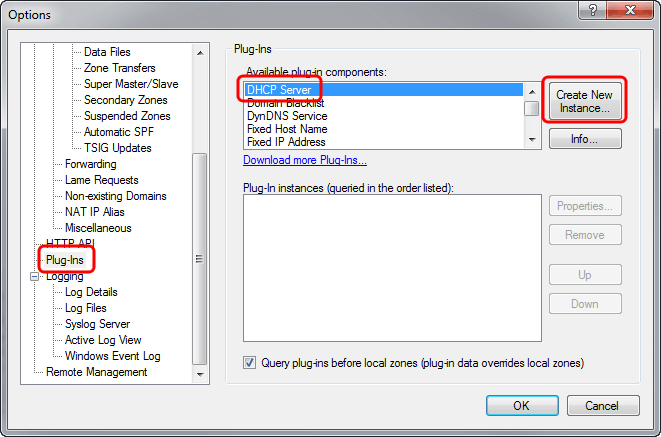 Options
Data Files
Zone Transfers
Super Master/Slave
Secondary Zones
Suspended Zones
Automatic SPF
TSIG Updates
Forwarding
Lame Requests
Non-existing Domains
NAT IP Alias
Miscellaneous
HTTP API
Plug-Ins
Logging
Log Details
Log Files
Syslog Server
Active Log View
Windows Event Log
Remote Management
Plug-Ins
Available plug-in components:
DHCP Server
Domain Blacklist
DynDNS Service
Fixed Host Name
Fixed IP Address
Create New
Instance...
Info...
Download more Plug-Ins...
Plug-In instances (queried in the order listed):
Properties...
Remove
Up
Down
Query plug-ins before local zones (plug-in data overrides local zones)
OK
Cancel